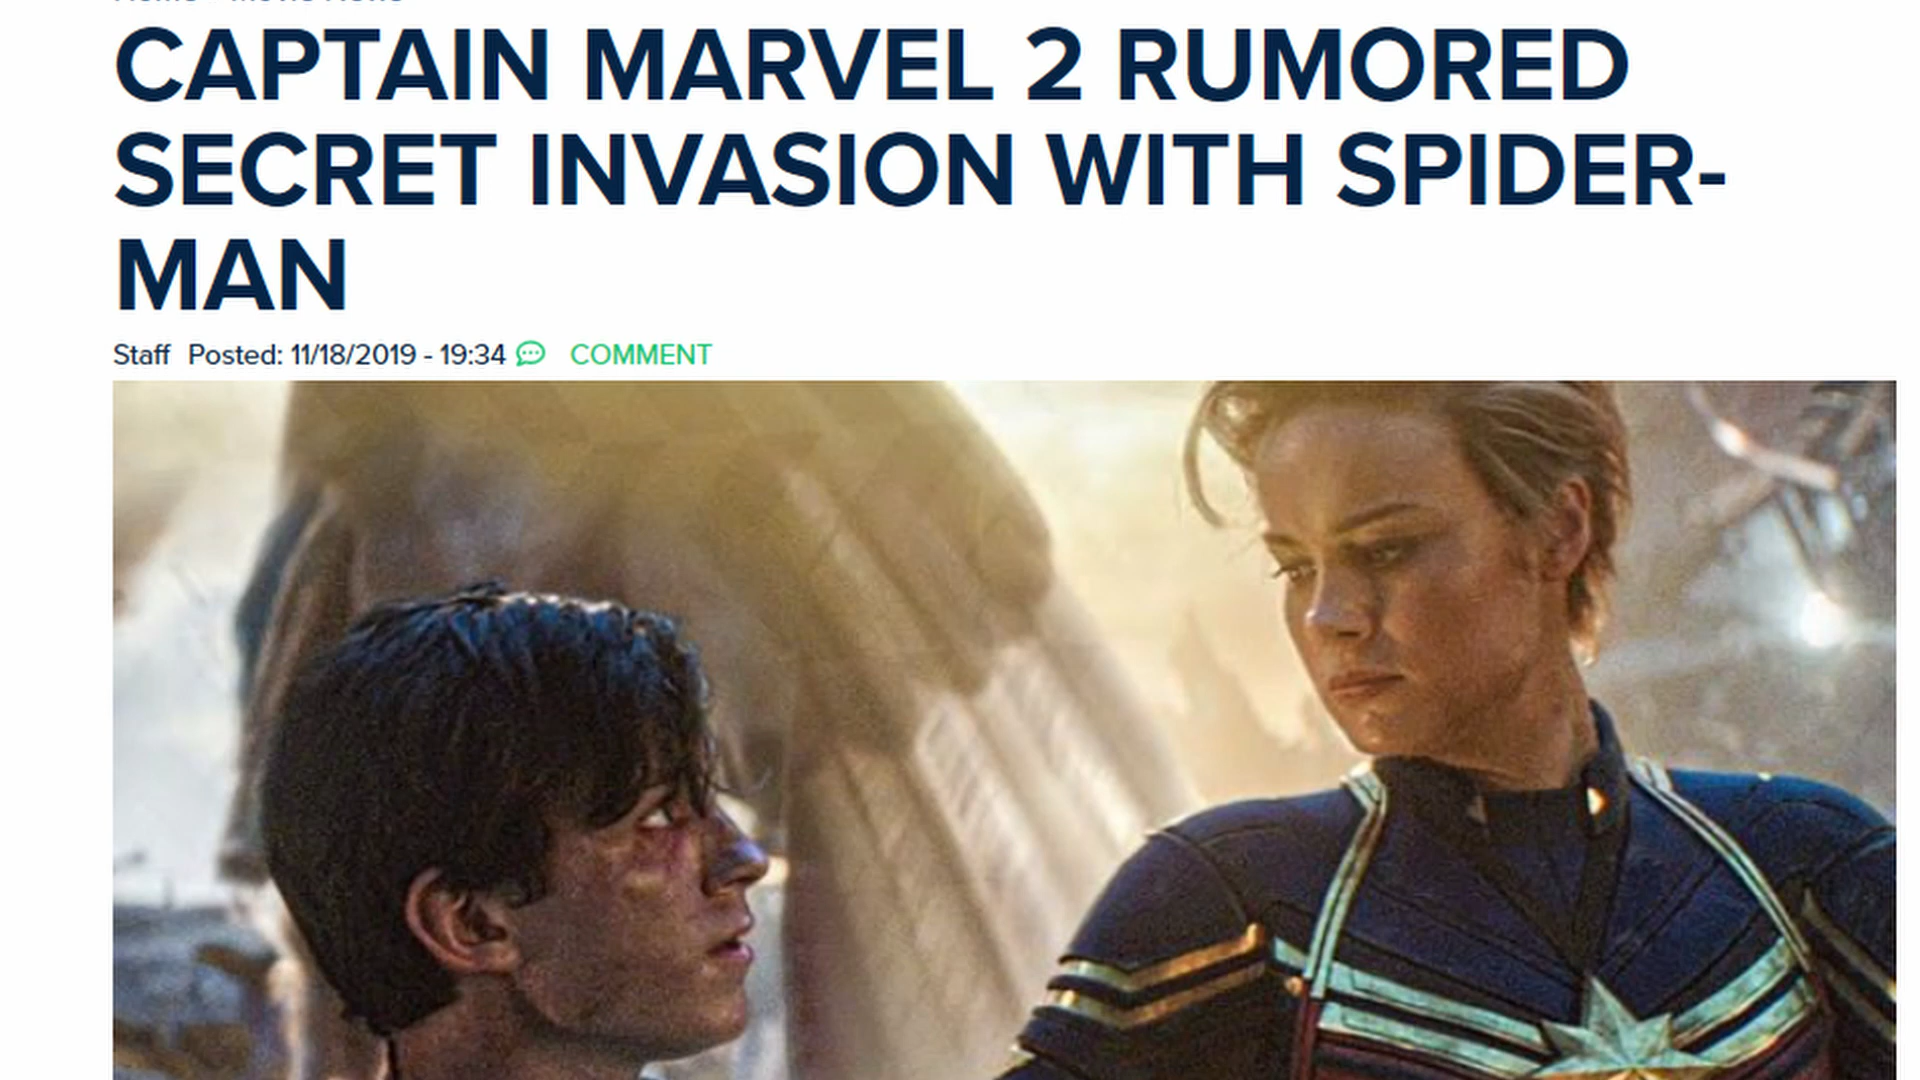 CAPTAIN MARVEL 2 RUMORED
SECRET INVASION WITH SPIDER-
MAN
Staff Posted: 11/18/2019 - 19:34 COMMENT